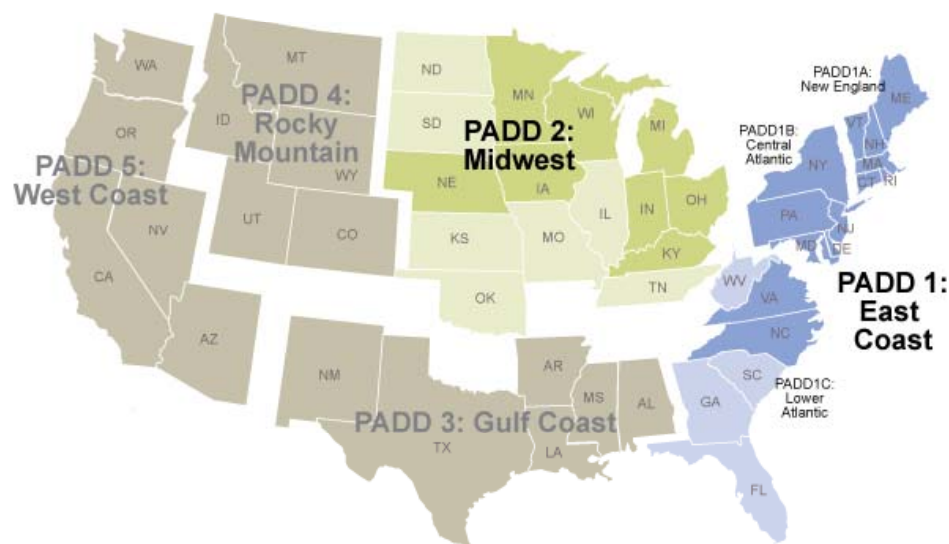 WA
MT
ND
MN
PADD1A:
New England
ME
PADD 4:
Rocky
Mountain
OR
ID
SD
WI
MI
VT
NH
PADD 2:
Midwest
PADD1B:
Central
Atlantic
NY
MA
CT
RI
PADD 5:
West Coast
WY
NE
IA
PA
NJ
NV
UT
CO
IL
IN
OH
MD
DE
KS
MO
KY
WV
CA
VA
PADD 1:
East
Coast
OK
TN
NC
AZ
NM
AR
MS
AL
GA
SC
PADD1C:
Lower
Atlantic
PADD 3: Gulf Coast
TX
LA
FL